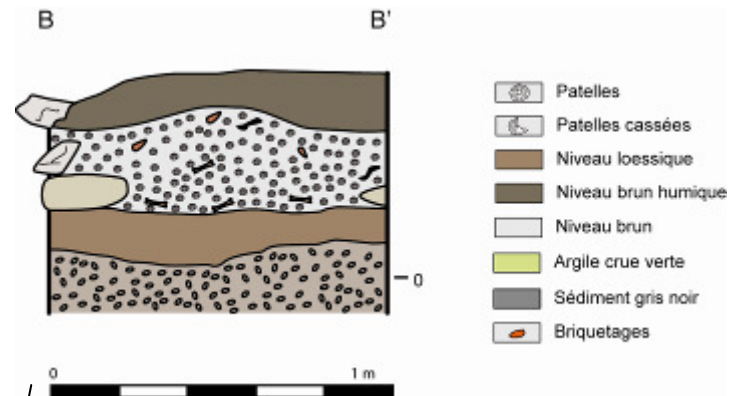 B B'
Patelles
Patelles cassées
Niveau loessique
Niveau brun humique
Niveau brun
Argile crue verte
Sédiment gris noir
Briquetages
0
0 1 m